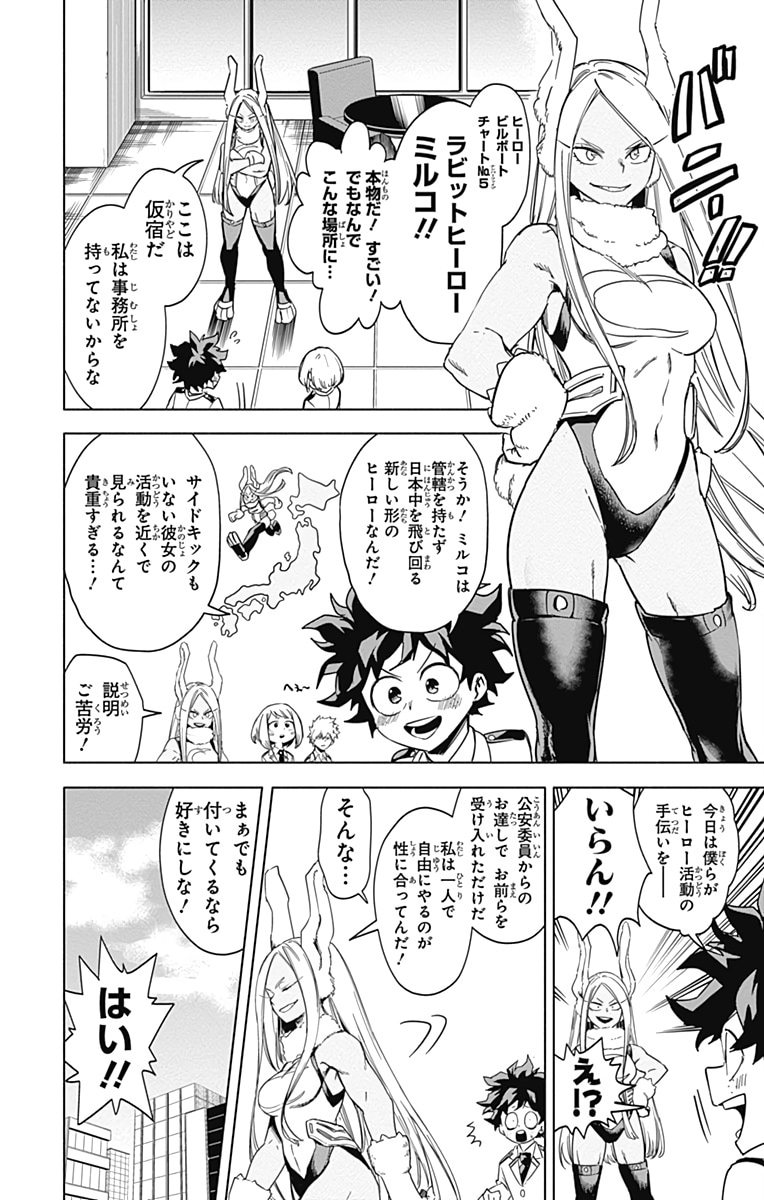 バニー!!
ヒーロー
ビルボード
チャート№5
ラビットヒーロー
ミルコ!!
本物だ！すごい！
でもなんで
こんな場所に…
ここは
仮宿だ
私は事務所を
持ってないからな
そうか！ミルコは
管轄を持たず
日本中を飛び回る
新しい形の
ヒーローなんだ！
サイドキックも
いない彼女の
活動を近くで
見られるなんて
貴重すぎる…！
へぇ〜
説明
ご苦労！
今日は僕らが
ヒーロー活動の
手伝いを──
いらん!!
え!?
公安委員からの
お達しで お前らを
受け入れただけだ
私は一人で
自由にやるのが
性に合ってんだ！
そんな…
まぁでも
付いてくるなら
好きにしな！
はい!!